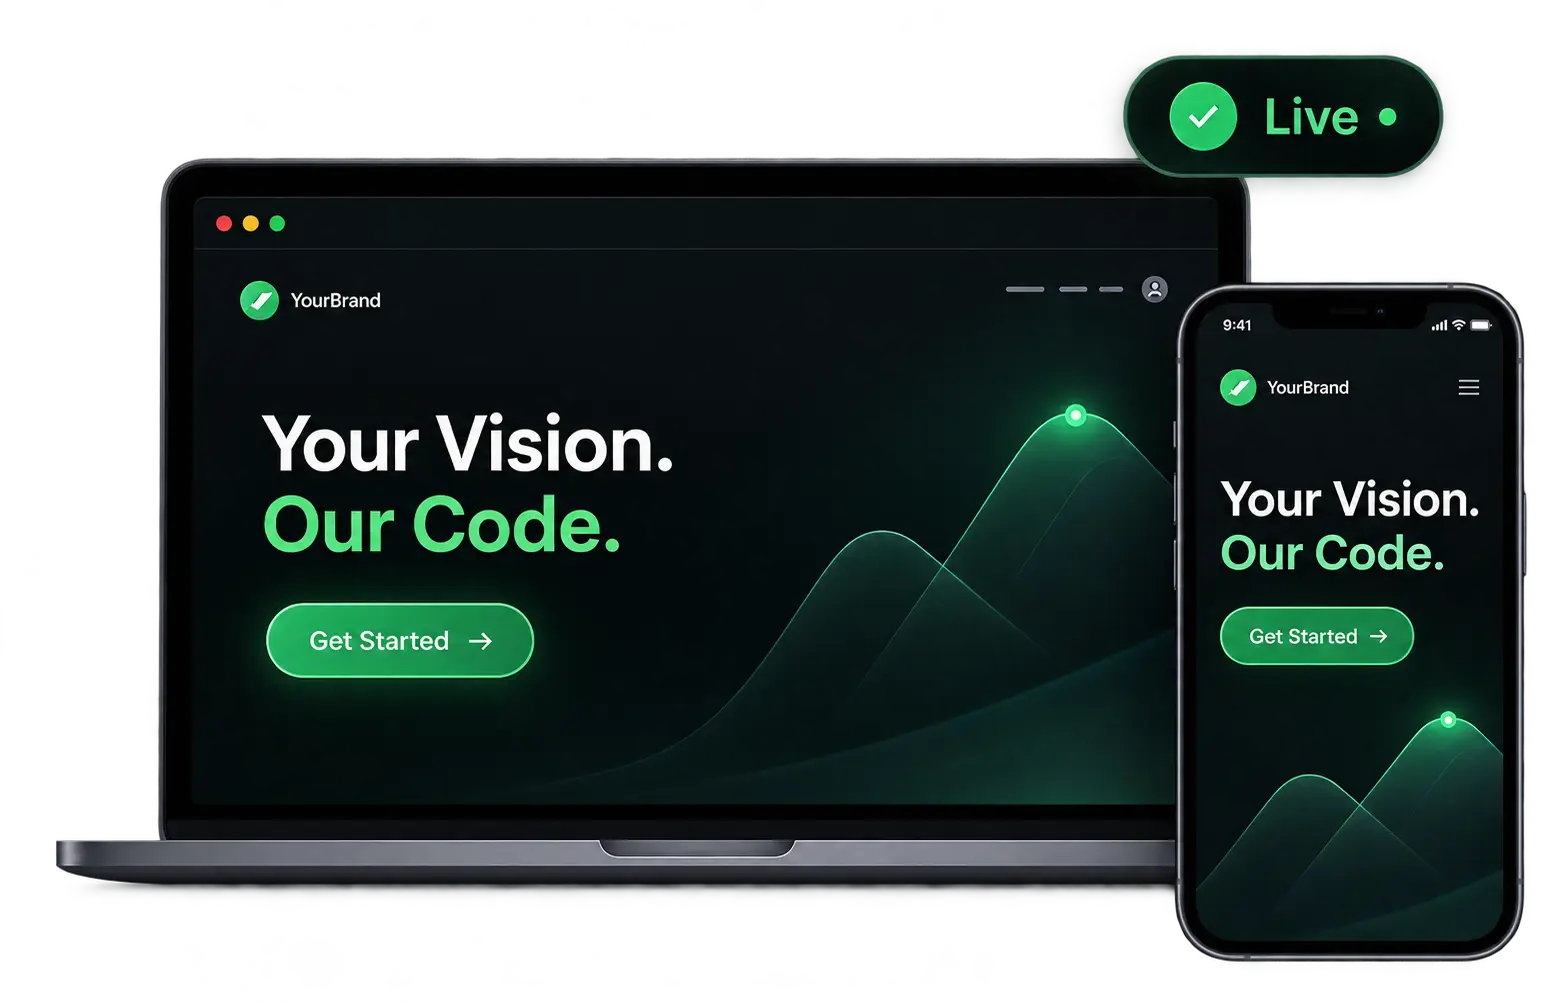 Live
YourBrand
Your Vision.
Our Code.
Get Started →
9:41
YourBrand
Your Vision.
Our Code.
Get Started →